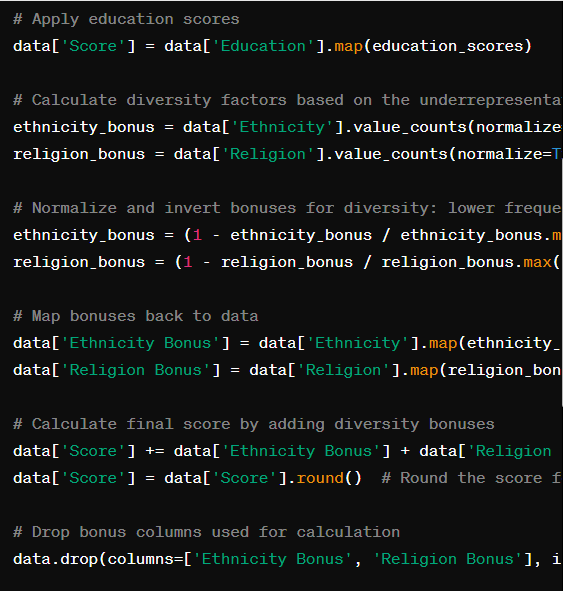 # Apply education scores
data['Score'] = data['Education'].map(education_scores)
# Calculate diversity factors based on the underrepresenta
ethnicity_bonus = data['Ethnicity'].value_counts(normalize
religion_bonus = data['Religion'].value_counts(normalize=T
# Normalize and invert bonuses for diversity: lower freque
ethnicity_bonus = (1 - ethnicity_bonus / ethnicity_bonus.m
religion_bonus = (1 - religion_bonus / religion_bonus.max(
# Map bonuses back to data
data['Ethnicity Bonus'] = data['Ethnicity'].map(ethnicity_
data['Religion Bonus'] = data['Religion'].map(religion_bon
# Calculate final score by adding diversity bonuses
data['Score'] += data['Ethnicity Bonus'] + data['Religion
data['Score'] = data['Score'].round()  # Round the score f
# Drop bonus columns used for calculation
data.drop(columns=['Ethnicity Bonus', 'Religion Bonus'], i